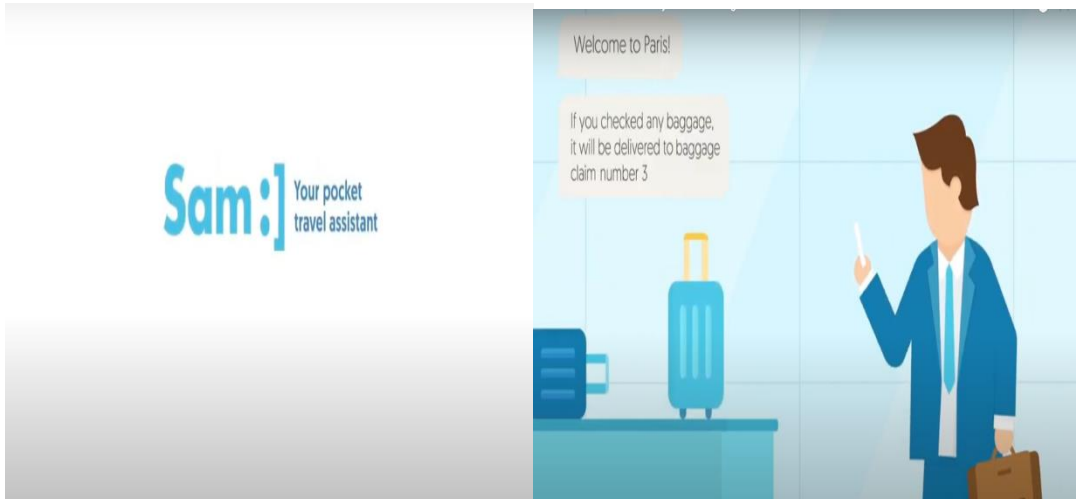 Sam :]
Your pocket
travel assistant
Welcome to Paris!
If you checked any baggage,
it will be delivered to baggage
claim number 3